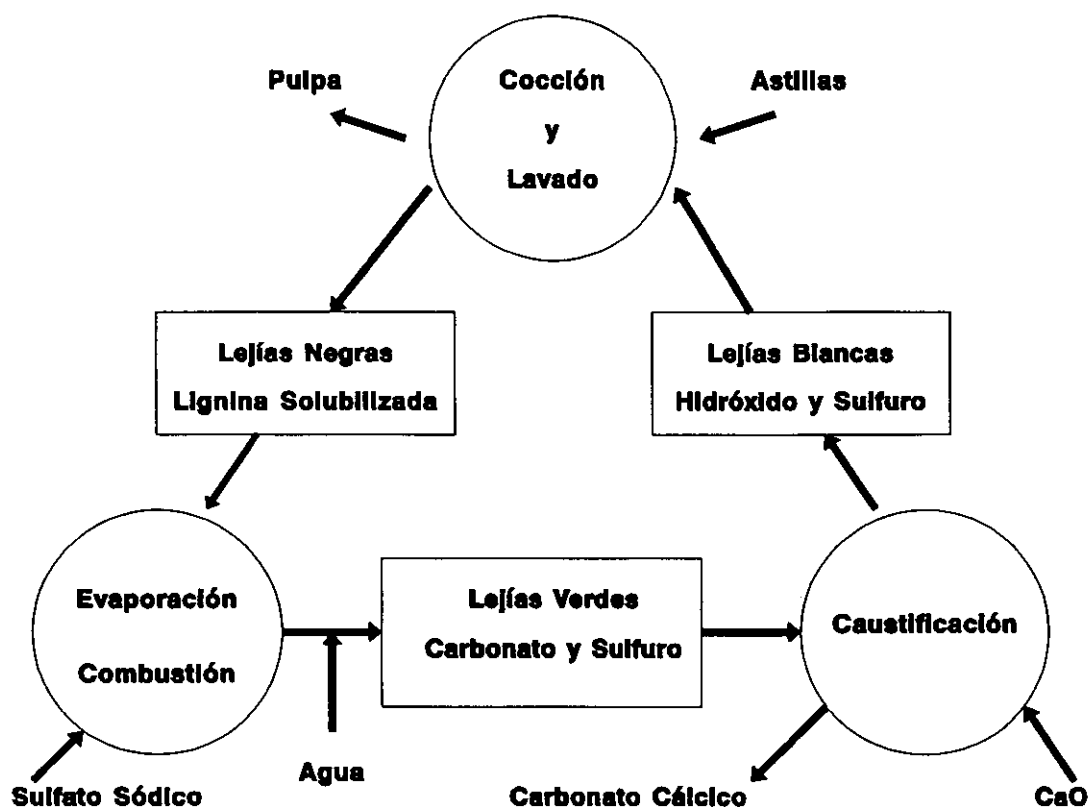 Pulpa
Cocción
y
Lavado
Astillas
Lejías Negras
Lignina Solubilizada
Lejías Blancas
Hidróxido y Sulfuro
Evaporación
Combustión
Lejías Verdes
Carbonato y Sulfuro
Caustificación
Sulfato Sódico
Agua
Carbonato Cálcico
CaO